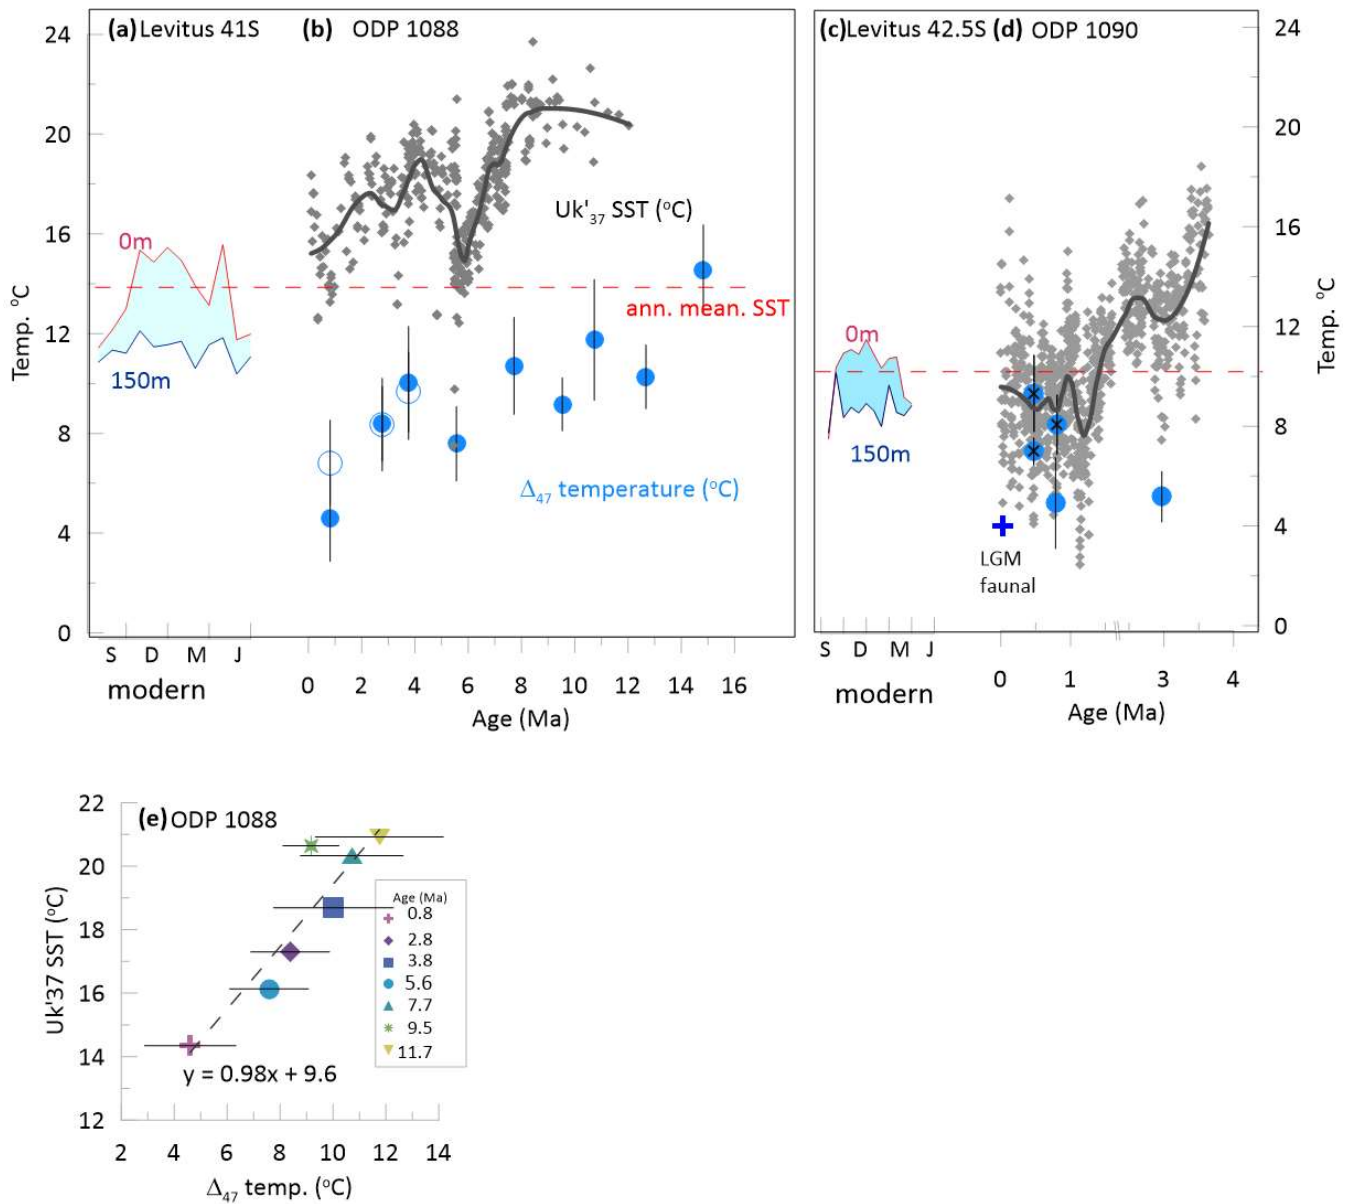 (a) Levitus 41S
(b) ODP 1088
(c) Levitus 42.5S
(d) ODP 1090
24
20
16
12
8
4
0
Temp. °C
0m
150m
S D M J
modern
Uk'37 SST (°C)
ann. mean. SST
Δ47 temperature (°C)
0 2 4 6 8 10 12 14 16
Age (Ma)
0m
150m
S D M J
modern
LGM
faunal
0 1 3 4
Age (Ma)
24
20
16
12
8
4
0
Temp. °C
(e) ODP 1088
22
20
18
16
14
12
Uk'37 SST (°C)
Age (Ma)
0.8
2.8
3.8
5.6
7.7
9.5
11.7
y = 0.98x + 9.6
2 4 6 8 10 12 14
Δ47 temp. (°C)